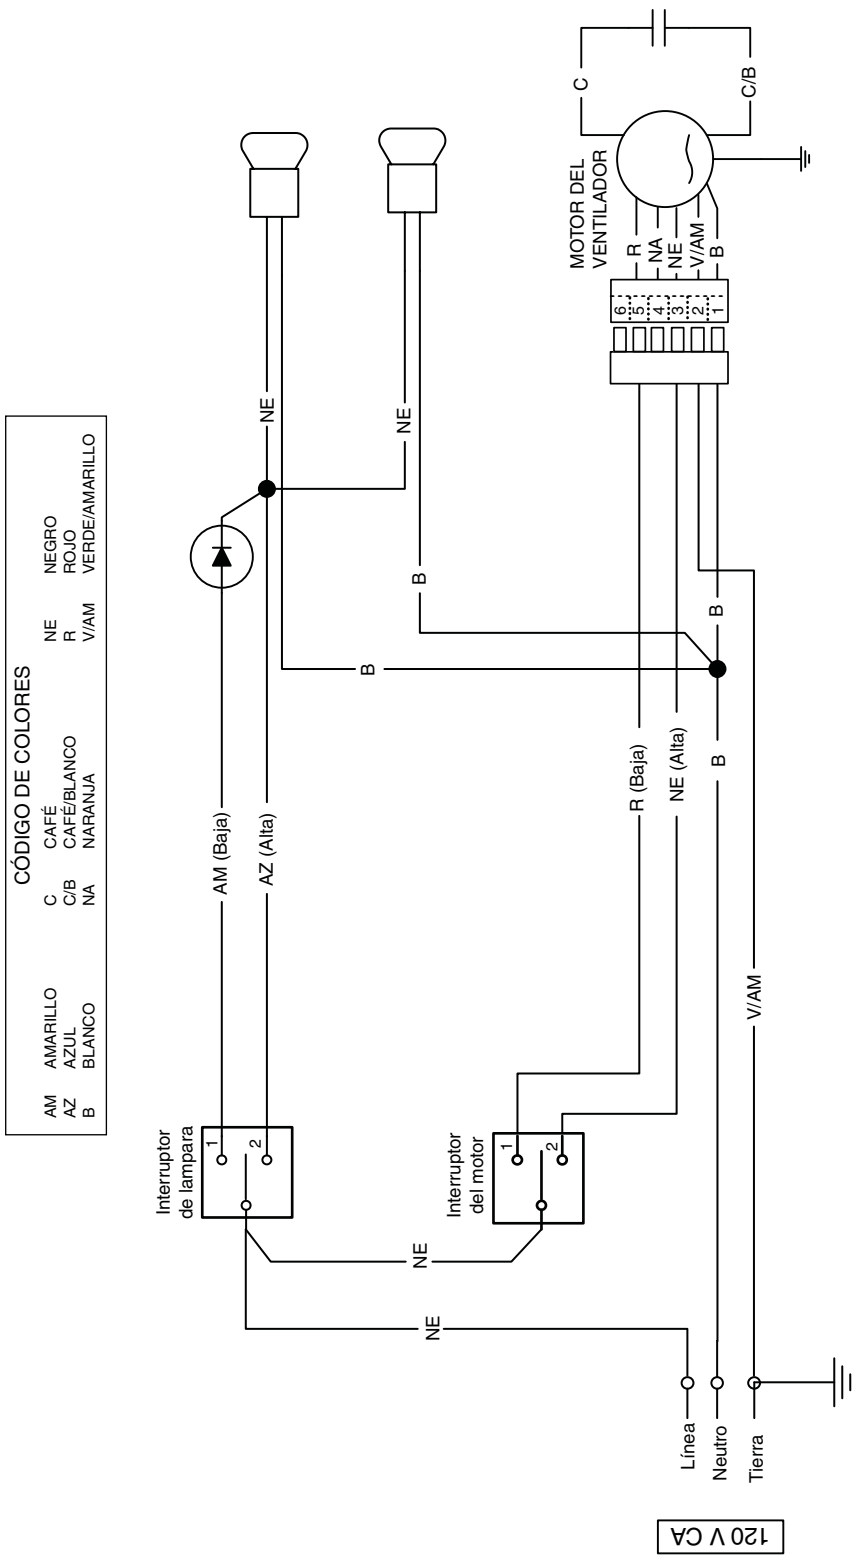 CÓDIGO DE COLORES
AM AMARILLO
AZ AZUL
B BLANCO
C CAFÉ
C/B CAFÉ/BLANCO
NA NARANJA
NE NEGRO
R ROJO
V/AM VERDE/AMARILLO
Interruptor
de lampara
1
2
AM (Baja)
AZ (Alta)
NE
NE
B
B
Interruptor
del motor
1
2
NE
NE
R (Baja)
NE (Alta)
B
B
V/AM
MOTOR DEL
VENTILADOR
6
5
4
3
2
1
R
NA
NE
V/AM
B
C
C/B
Línea
Neutro
Tierra
120 V CA